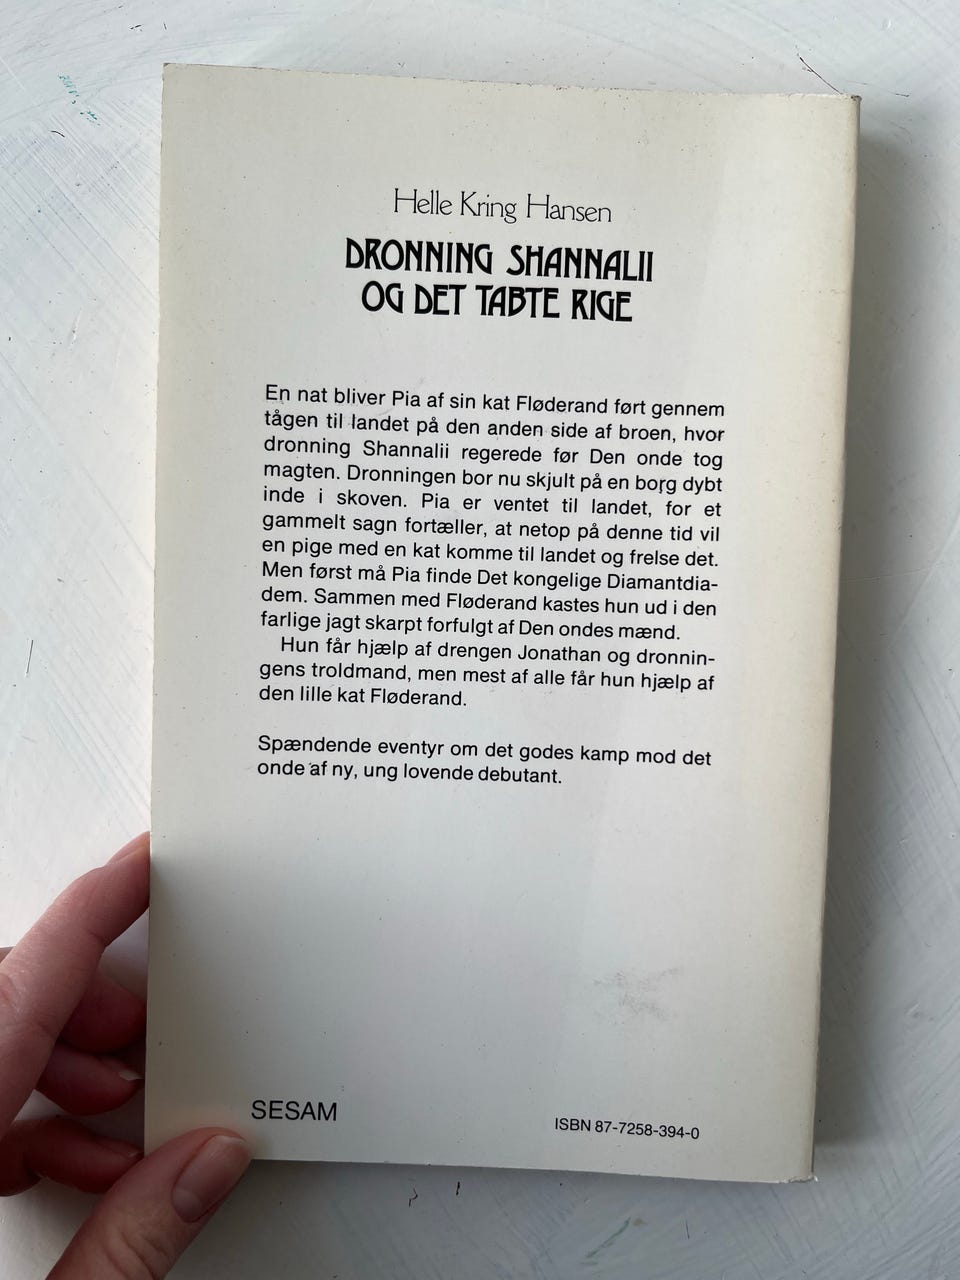 Helle Kring Hansen
DRONNING SHANNALII
OG DET TABTE RIGE
En nat bliver Pia af sin kat Fløderand ført gennem
tågen til landet på den anden side af broen, hvor
dronning Shannalii regerede før Den onde tog
magten. Dronningen bor nu skjult på en borg dybt
inde i skoven. Pia er ventet til landet, for et
gammelt sagn fortæller, at netop på denne tid vil
en pige med en kat komme til landet og frelse det.
Men først må Pia finde Det kongelige Diamantdia-
dem. Sammen med Fløderand kastes hun ud i den
farlige jagt skarpt forfulgt af Den ondes mænd.
Hun får hjælp af drengen Jonathan og dronnin-
gens troldmand, men mest af alle får hun hjælp af
den lille kat Fløderand.
Spændende eventyr om det godes kamp mod det
onde af ny, ung lovende debutant.
SESAM
ISBN 87-7258-394-0